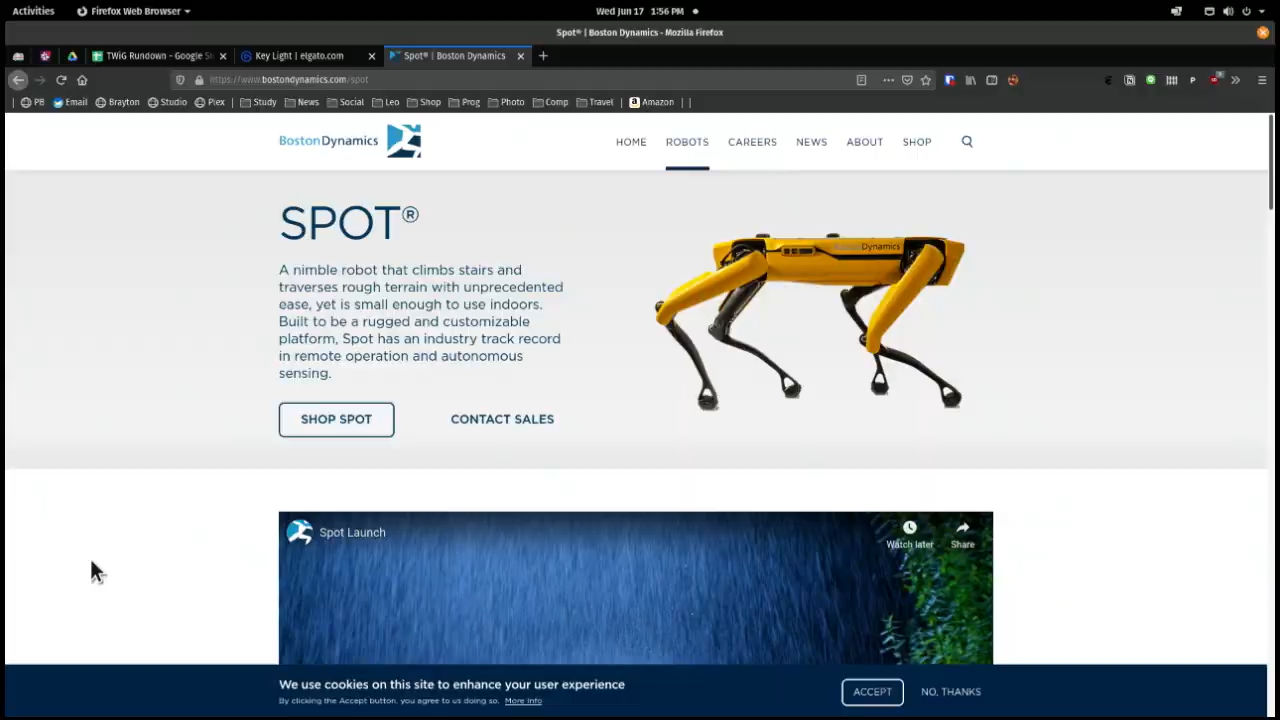 Activities Firefox Web Browser Wed Jun 17 1:56 PM
Spot® | Boston Dynamics - Mozilla Firefox
TWiG Rundown - Google Sh Key Light | elgato.com Spot® | Boston Dynamics
https://www.bostondynamics.com/spot
PB Email Brayton Studio Plex Study News Social Leo Shop Prog Photo Comp Travel Amazon
BostonDynamics HOME ROBOTS CAREERS NEWS ABOUT SHOP
SPOT®
A nimble robot that climbs stairs and
traverses rough terrain with unprecedented
ease, yet is small enough to use indoors.
Built to be a rugged and customizable
platform, Spot has an industry track record
in remote operation and autonomous
sensing.
Dynamics
SHOP SPOT CONTACT SALES
Spot Launch
Watch later Share
We use cookies on this site to enhance your user experience
By clicking the Accept button, you agree to us doing so. More info
ACCEPT NO, THANKS